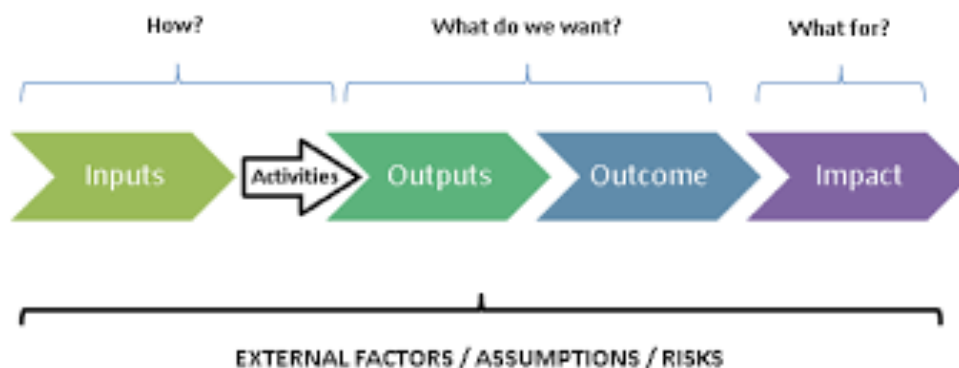 How?
What do we want?
What for?
Inputs
Activities
Outputs
Outcome
Impact
EXTERNAL FACTORS / ASSUMPTIONS / RISKS